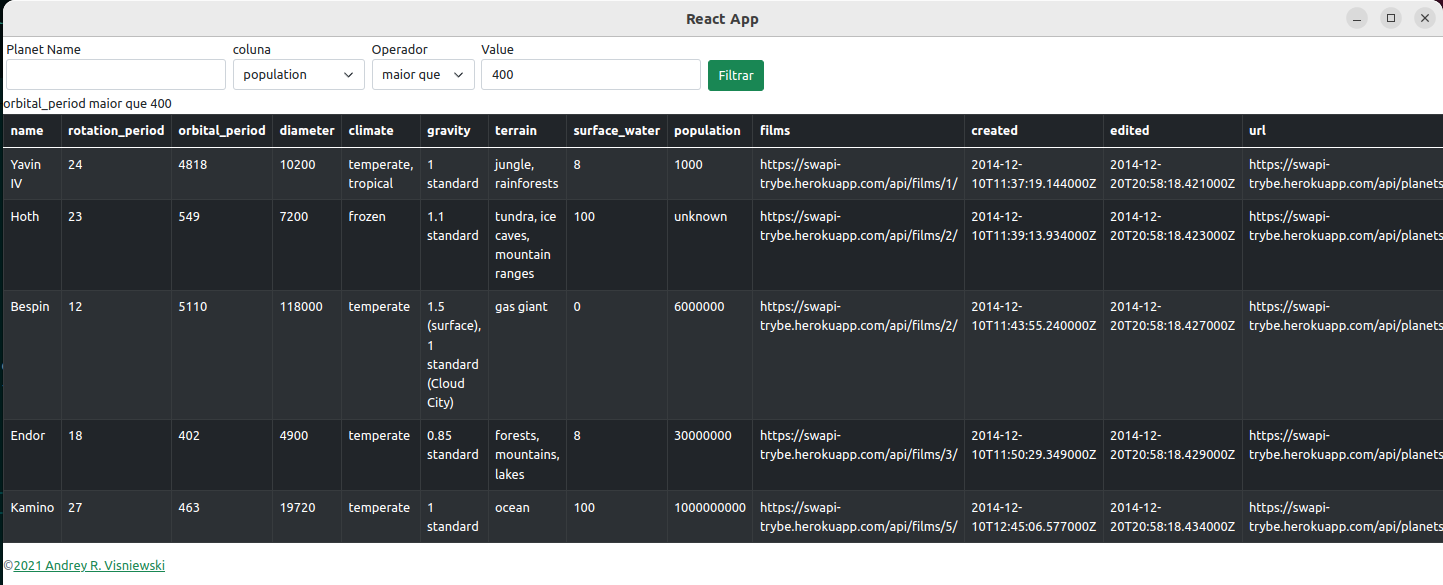 React App
Planet Name coluna Operador Value
population maior que 400 Filtrar
orbital_period maior que 400
name rotation_period orbital_period diameter climate gravity terrain surface_water population films created edited url
Yavin 24 4818 10200 temperate, 1 jungle, 8 1000 https://swapi- 2014-12- 2014-12- https://swapi-
IV tropical standard rainforests trybe.herokuapp.com/api/films/1/ 10T11:37:19.144000Z 20T20:58:18.421000Z trybe.herokuapp.com/api/planets
Hoth 23 549 7200 frozen 1.1 tundra, ice 100 unknown https://swapi- 2014-12- 2014-12- https://swapi-
standard caves, trybe.herokuapp.com/api/films/2/ 10T11:39:13.934000Z 20T20:58:18.423000Z trybe.herokuapp.com/api/planets
mountain
ranges
Bespin 12 5110 118000 temperate 1.5 gas giant 0 6000000 https://swapi- 2014-12- 2014-12- https://swapi-
(surface), trybe.herokuapp.com/api/films/2/ 10T11:43:55.240000Z 20T20:58:18.427000Z trybe.herokuapp.com/api/planets
1
standard
(Cloud
City)
Endor 18 402 4900 temperate 0.85 forests, 8 30000000 https://swapi- 2014-12- 2014-12- https://swapi-
standard mountains, trybe.herokuapp.com/api/films/3/ 10T11:50:29.349000Z 20T20:58:18.429000Z trybe.herokuapp.com/api/planets
lakes
Kamino 27 463 19720 temperate 1 ocean 100 1000000000 https://swapi- 2014-12- 2014-12- https://swapi-
standard trybe.herokuapp.com/api/films/5/ 10T12:45:06.577000Z 20T20:58:18.434000Z trybe.herokuapp.com/api/planets
©2021 Andrey R. Visniewski